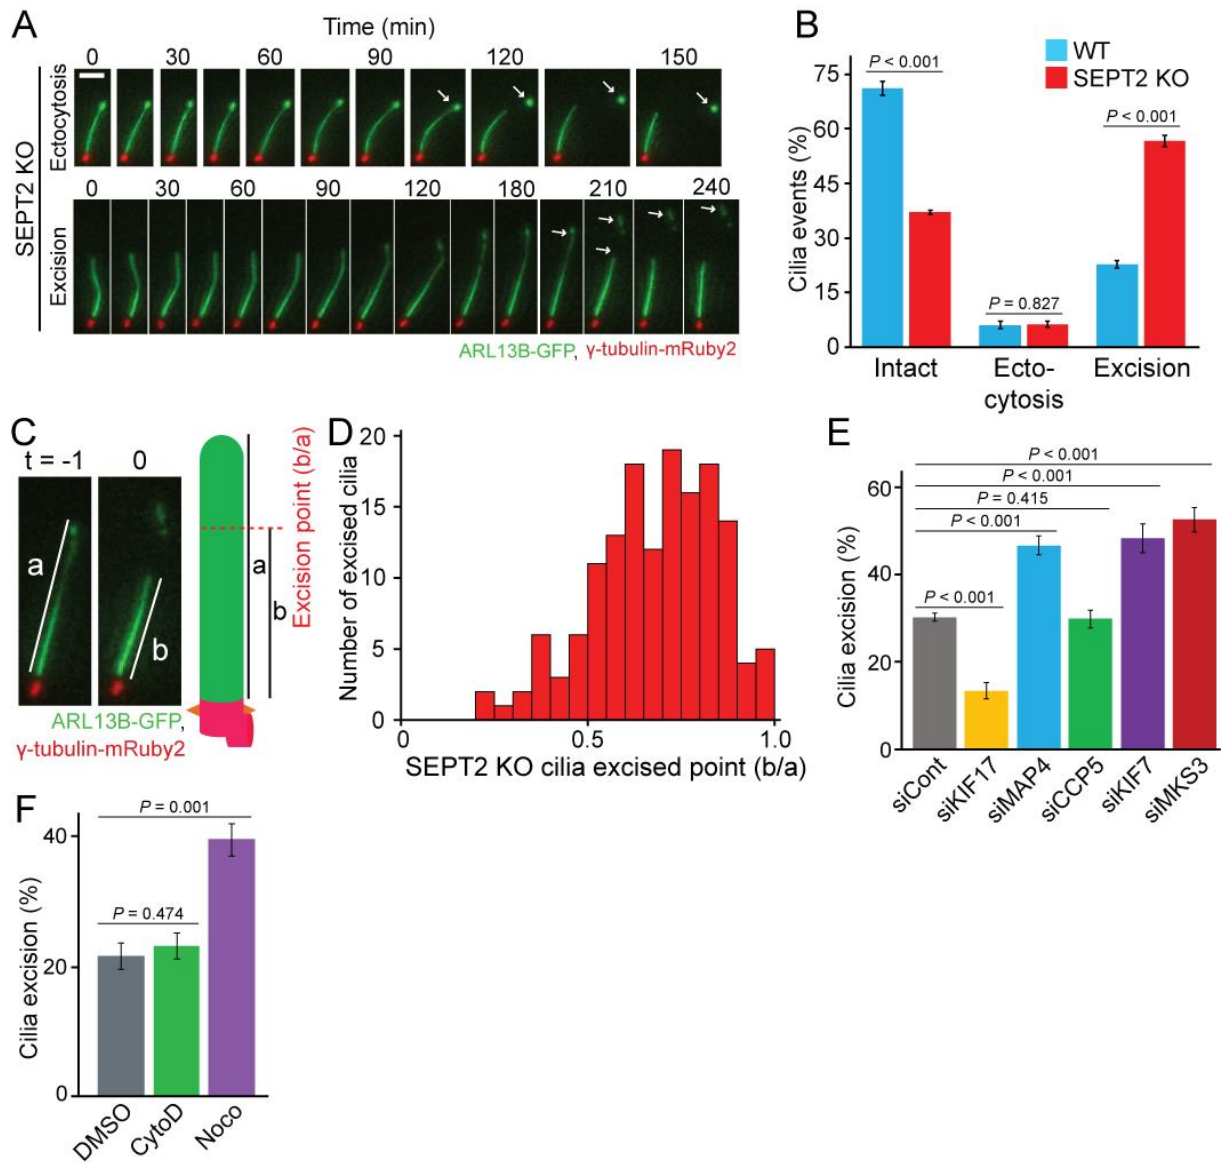 A
Time (min)
0 30 60 90 120 150
SEPT2 KO
Ectocytosis
0 30 60 90 120 180 210 240
Excision
ARL13B-GFP, γ-tubulin-mRuby2
B
WT
SEPT2 KO
P < 0.001
P = 0.827
P < 0.001
Cilia events (%)
75
60
45
30
15
0
Intact
Ecto-
cytosis
Excision
C
t = -1 0
a
b
a
b
Excision point (b/a)
ARL13B-GFP,
γ-tubulin-mRuby2
D
Number of excised cilia
20
15
10
5
0
0 0.5 1.0
SEPT2 KO cilia excised point (b/a)
E
P < 0.001
P < 0.001
P = 0.415
P < 0.001
P < 0.001
Cilia excision (%)
60
40
20
0
siCont
siKIF17
siMAP4
siCCP5
siKIF7
siMKS3
F
P = 0.001
P = 0.474
Cilia excision (%)
40
20
0
DMSO
CytoD
Noco